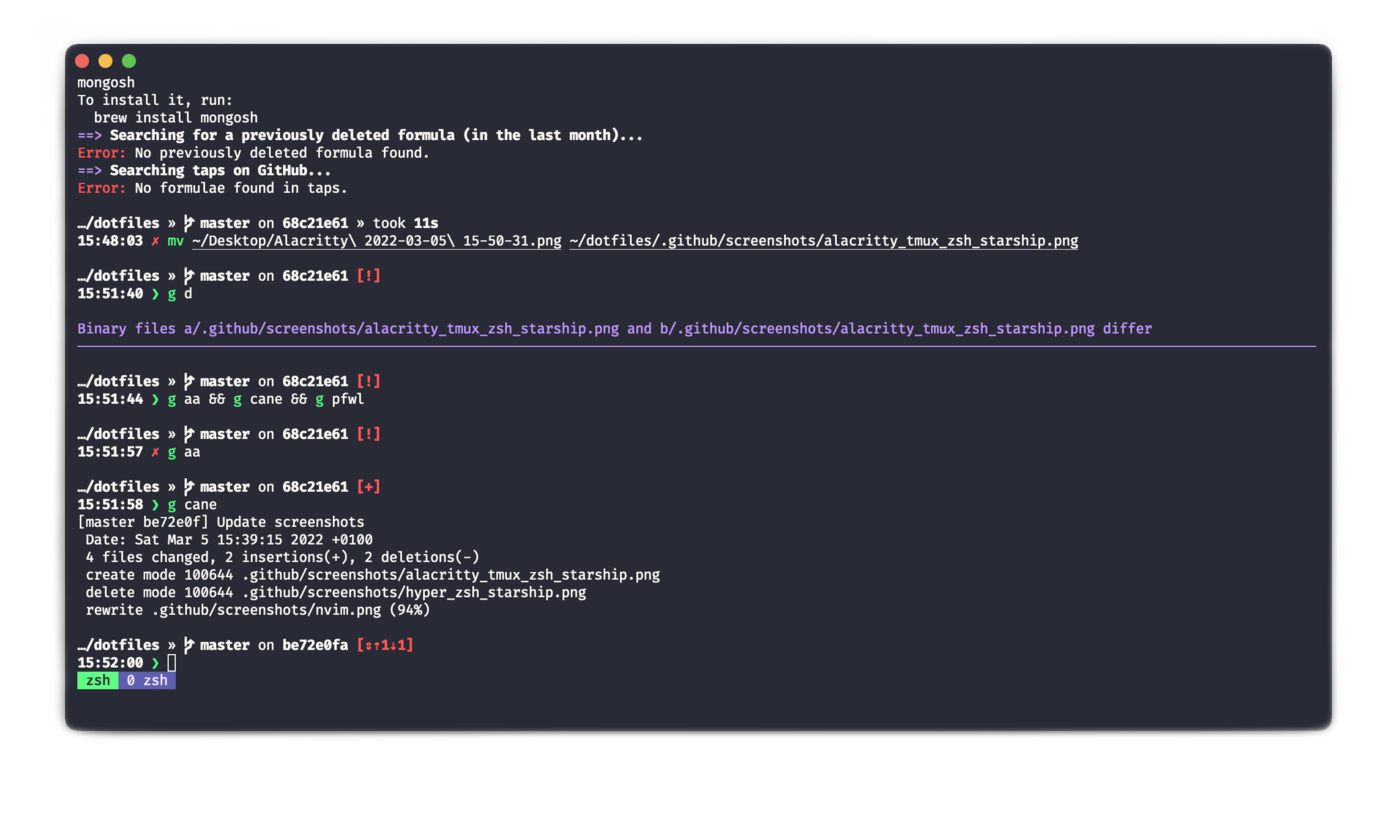 mongosh
To install it, run:
  brew install mongosh
==> Searching for a previously deleted formula (in the last month)...
Error: No previously deleted formula found.
==> Searching taps on GitHub...
Error: No formulae found in taps.

…/dotfiles » master on 68c21e61 » took 11s
15:48:03 ✗ mv ~/Desktop/Alacritty\ 2022-03-05\ 15-50-31.png ~/dotfiles/.github/screenshots/alacritty_tmux_zsh_starship.png

…/dotfiles » master on 68c21e61 [!]
15:51:40 ❯ g d

Binary files a/.github/screenshots/alacritty_tmux_zsh_starship.png and b/.github/screenshots/alacritty_tmux_zsh_starship.png differ

…/dotfiles » master on 68c21e61 [!]
15:51:44 ❯ g aa && g cane && g pfwl

…/dotfiles » master on 68c21e61 [!]
15:51:57 ✗ g aa

…/dotfiles » master on 68c21e61 [+]
15:51:58 ❯ g cane
[master be72e0f] Update screenshots
 Date: Sat Mar 5 15:39:15 2022 +0100
 4 files changed, 2 insertions(+), 2 deletions(-)
 create mode 100644 .github/screenshots/alacritty_tmux_zsh_starship.png
 delete mode 100644 .github/screenshots/hyper_zsh_starship.png
 rewrite .github/screenshots/nvim.png (94%)

…/dotfiles » master on be72e0fa [⇕⇡1⇣1]
15:52:00 ❯
zsh 0 zsh